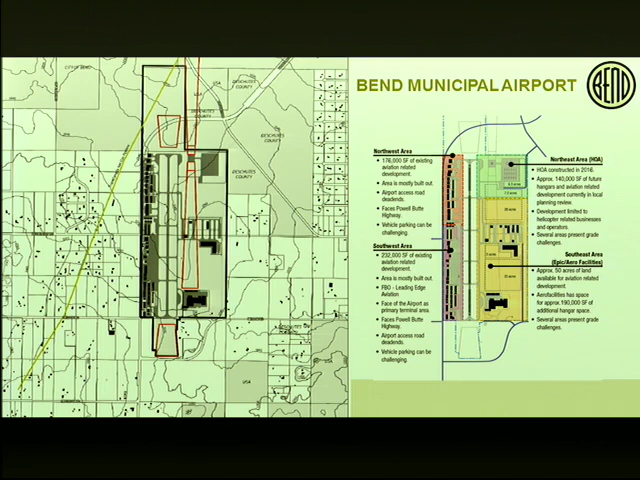 BEND MUNICIPAL AIRPORT
BEND
CITY OF BEND
USA
DESCHUTES
COUNTY
USA
DESCHUTES
COUNTY
DESCHUTES
COUNTY
USA
Northwest Area
• 176,000 SF of existing
aviation related
development.
• Area is mostly built out.
• Airport access road
deadends.
• Faces Powell Butte
Highway.
• Vehicle parking can be
challenging.
Southwest Area
• 232,000 SF of existing
aviation related
development.
• Area is mostly built out.
• FBO - Leading Edge
Aviation
• Face of the Airport as
primary terminal area.
• Faces Powell Butte
Highway.
• Airport access road
deadends.
• Vehicle parking can be
challenging.
Northeast Area (HOA)
• HOA constructed in 2016.
• Approx. 140,000 SF of future
hangars and aviation related
development currently in local
planning review.
• Development limited to
helicopter related businesses
and operators.
• Several areas present grade
challenges.
Southeast Area
(Epic/Aero Facilities)
• Approx. 50 acres of land
available for aviation related
development.
• Aerofacilities has space
for approx.190,000 SF of
additional hangar space.
• Several areas present grade
challenges.